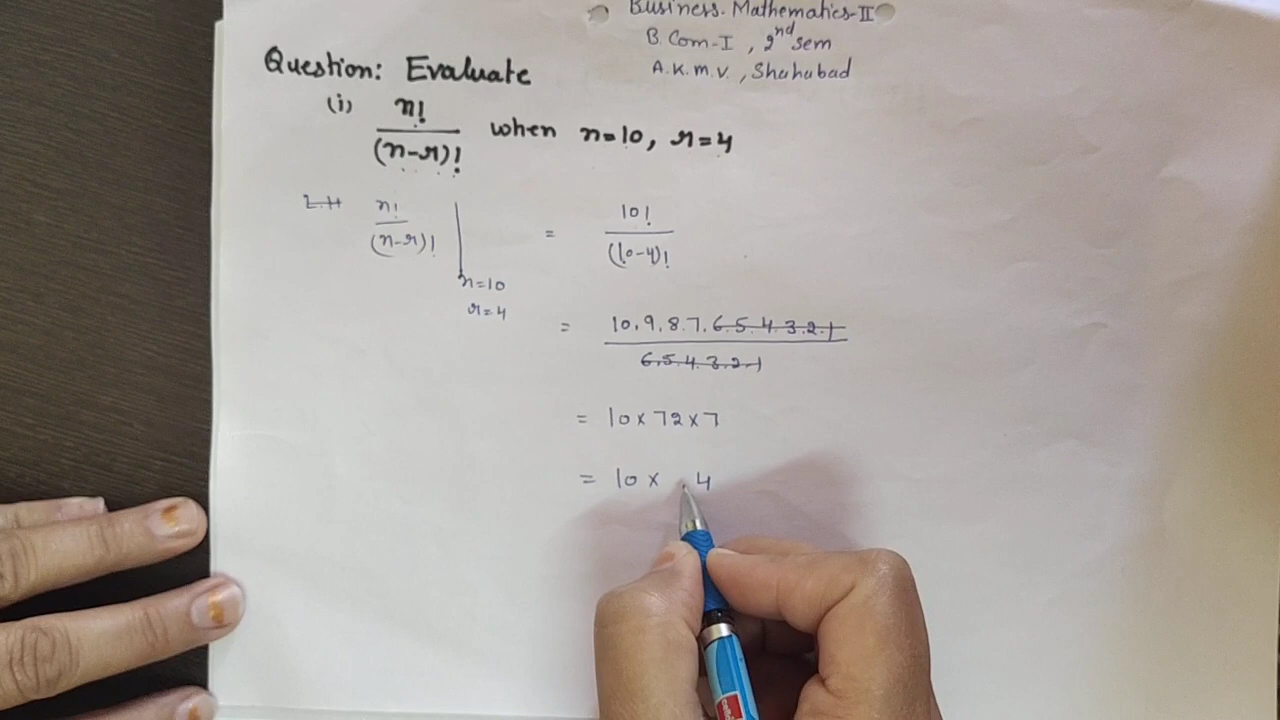 Business Mathematics-II
B.Com-I, 2nd sem
A.K.M.V., Shahabad
Question: Evaluate
(i) n!/(n-r)! when n=10, r=4
n!/(n-r)! | n=10 r=4 = 10!/(10-4)!
= 10.9.8.7.6.5.4.3.2.1/6.5.4.3.2.1
= 10×72×7
= 10× 4